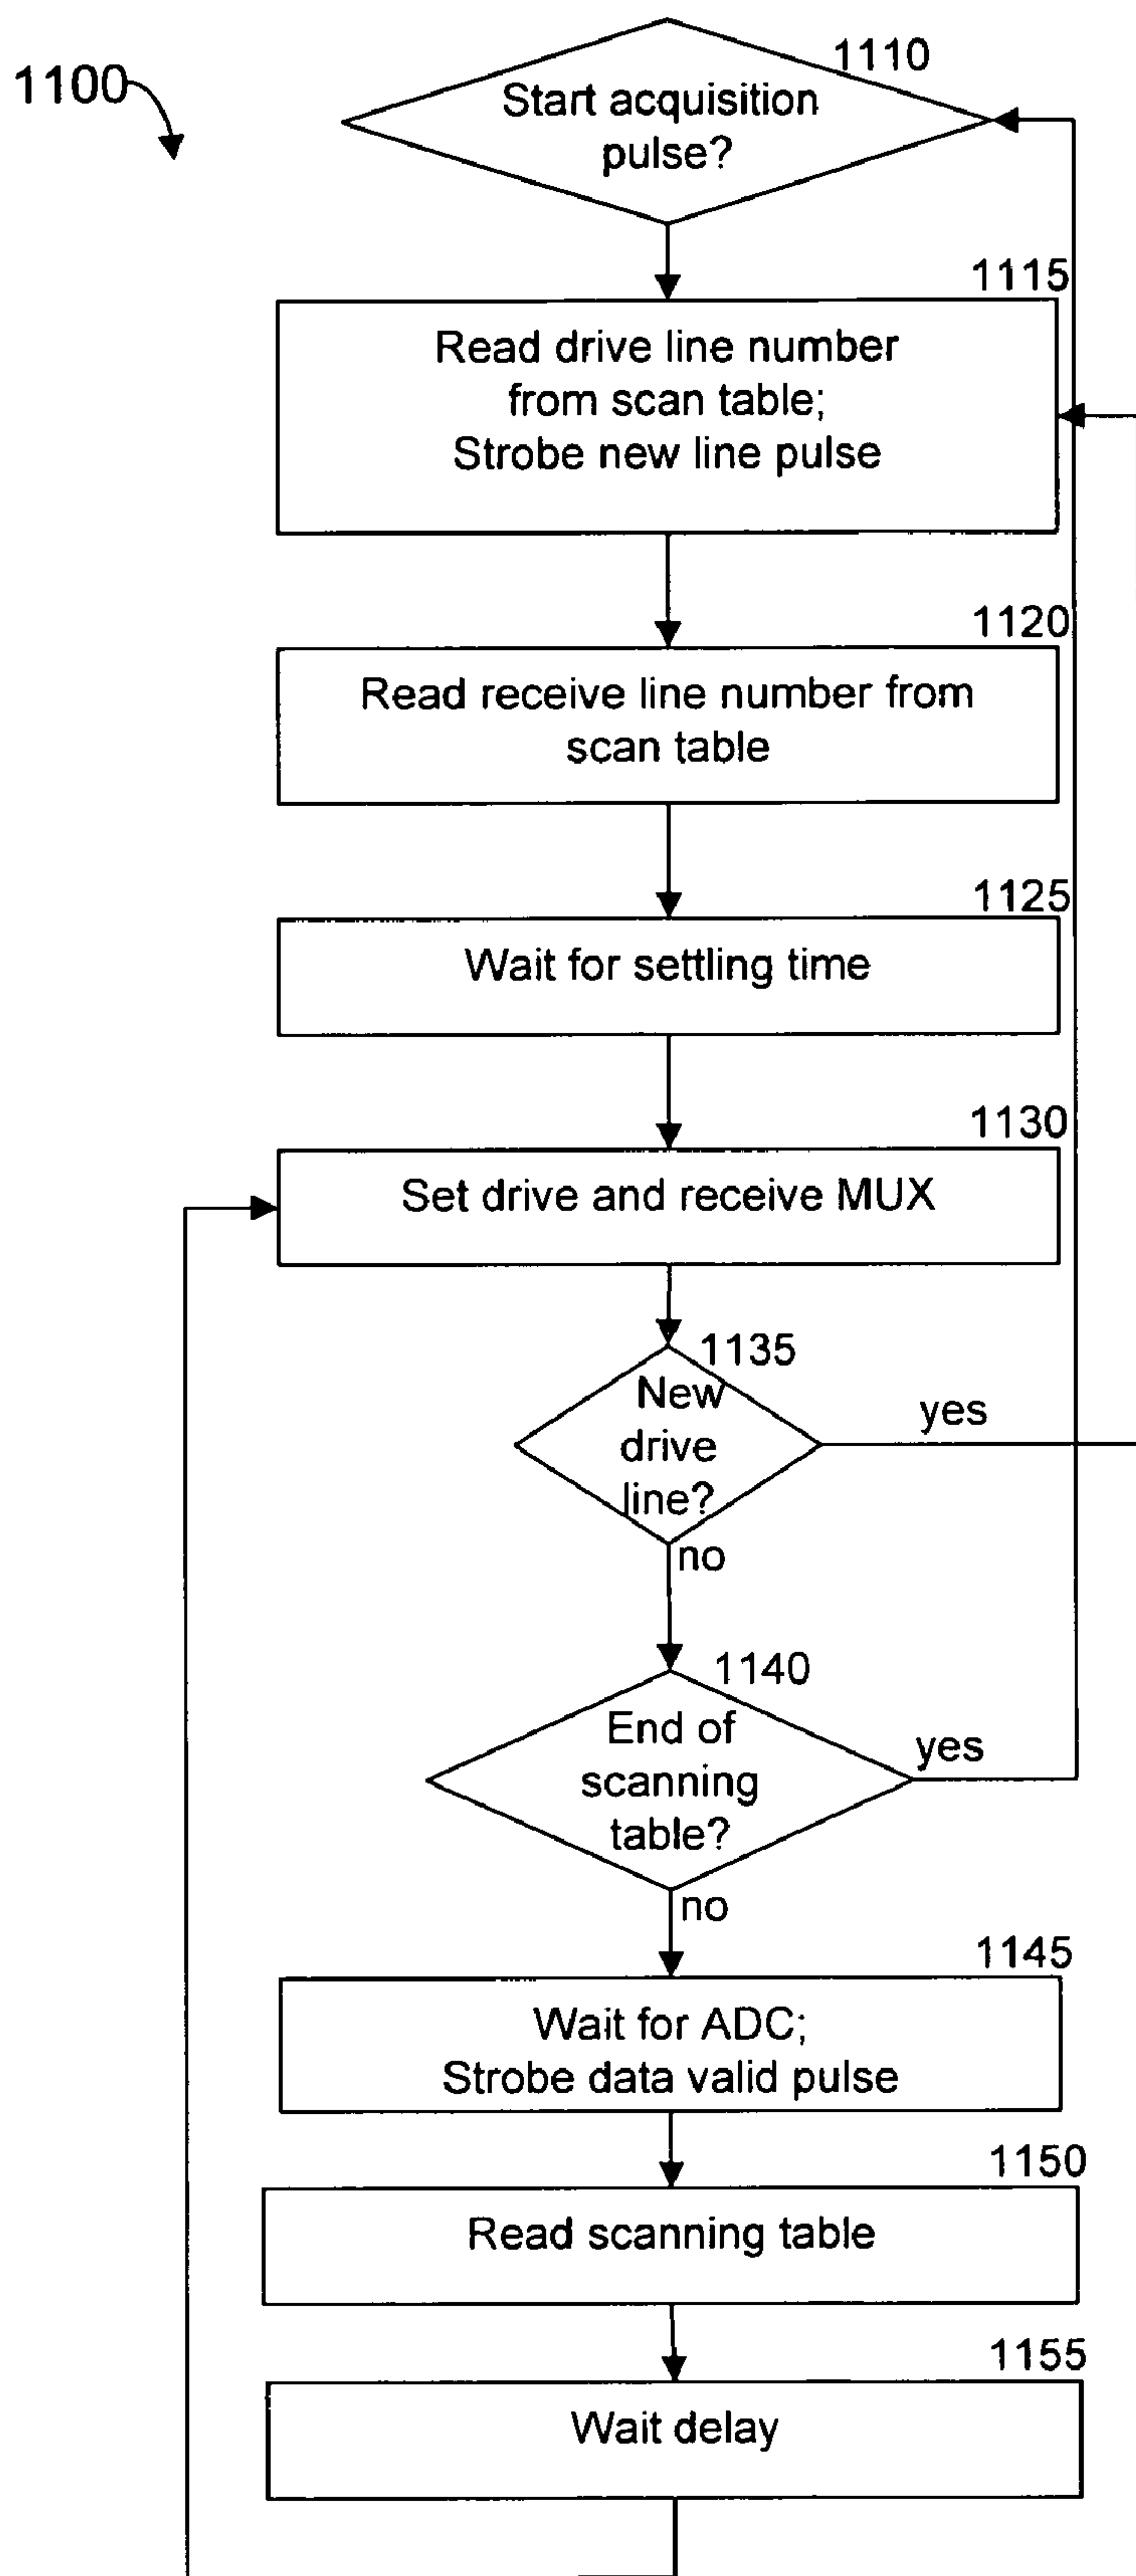 1100
1110
Start acquisition
pulse?
1115
Read drive line number
from scan table;
Strobe new line pulse
1120
Read receive line number from
scan table
1125
Wait for settling time
1130
Set drive and receive MUX
1135
New
drive
line?
yes
no
1140
End of
scanning
table?
yes
no
1145
Wait for ADC;
Strobe data valid pulse
1150
Read scanning table
1155
Wait delay